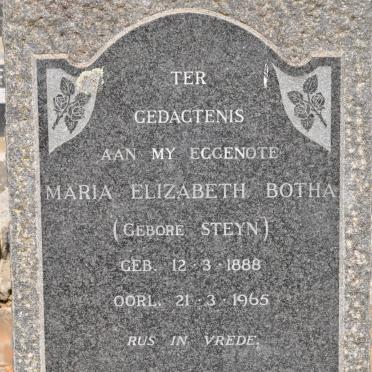 TER
GEDAGTENIS
AAN MY EGGENOTE
MARIA ELIZABETH BOTHA
(GEBORE STEYN)
GEB. 12·3·1888
OORL. 21·3·1965
RUS IN VREDE.